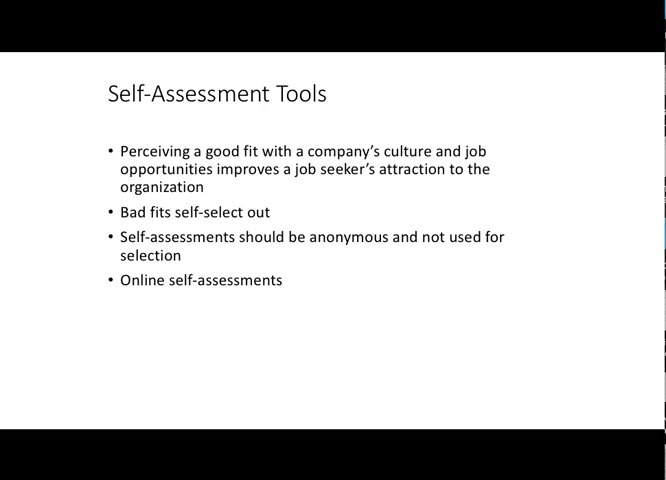 Self-Assessment Tools
• Perceiving a good fit with a company’s culture and job
opportunities improves a job seeker’s attraction to the
organization
• Bad fits self-select out
• Self-assessments should be anonymous and not used for
selection
• Online self-assessments